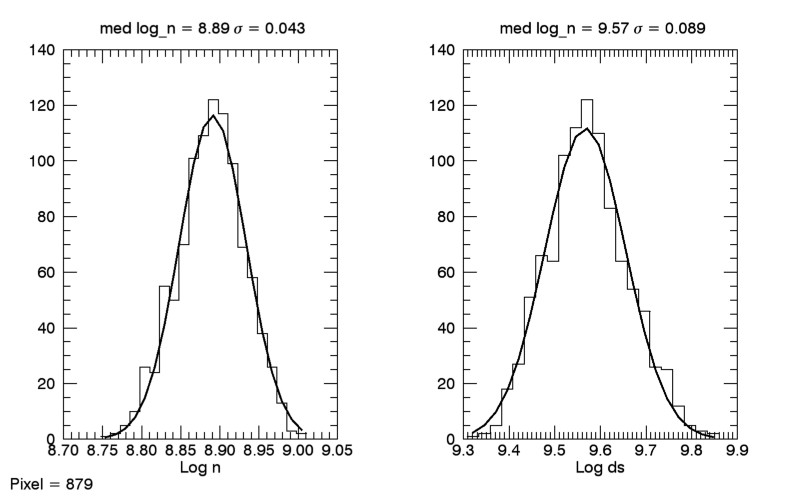 med log_n = 8.89 σ = 0.043
140
120
100
80
60
40
20
0
8.70 8.75 8.80 8.85 8.90 8.95 9.00 9.05
Log n
med log_n = 9.57 σ = 0.089
140
120
100
80
60
40
20
0
9.3 9.4 9.5 9.6 9.7 9.8 9.9
Log ds
Pixel = 879